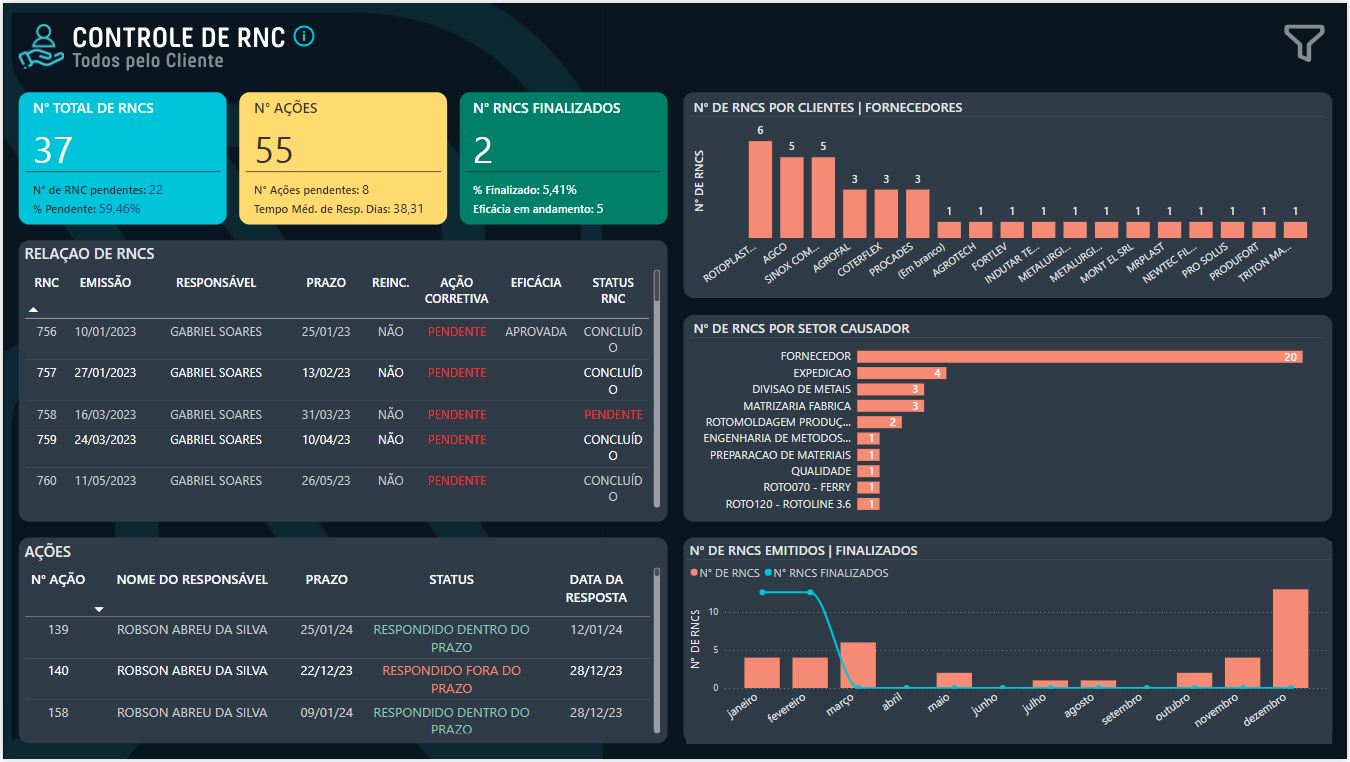 CONTROLE DE RNC
Todos pelo Cliente
N° TOTAL DE RNCS
37
N° de RNC pendentes: 22
% Pendente: 59,46%
N° AÇÕES
55
N° Ações pendentes: 8
Tempo Méd. de Resp. Dias: 38,31
N° RNCS FINALIZADOS
2
% Finalizado: 5,41%
Eficácia em andamento: 5
N° DE RNCS POR CLIENTES | FORNECEDORES
N° DE RNCS
6 5 5 3 3 3 1 1 1 1 1 1 1 1 1 1 1 1
ROTOPLAST... AGCO SINOX COM... AGROFAL COTERFLEX PROCADES (Em branco) AGROTECH FORTLEV INDUTAR TE... METALURGI... METALURGI... MONT EL SRL MRPLAST NEWTEC FIL... PRO SOLUS PRODUFORT TRITON MA...
RELAÇAO DE RNCS
RNC EMISSÃO RESPONSÁVEL PRAZO REINC. AÇÃO EFICÁCIA STATUS
CORRETIVA RNC
756 10/01/2023 GABRIEL SOARES 25/01/23 NÃO PENDENTE APROVADA CONCLUÍD
O
757 27/01/2023 GABRIEL SOARES 13/02/23 NÃO PENDENTE CONCLUÍD
O
758 16/03/2023 GABRIEL SOARES 31/03/23 NÃO PENDENTE PENDENTE
759 24/03/2023 GABRIEL SOARES 10/04/23 NÃO PENDENTE CONCLUÍD
O
760 11/05/2023 GABRIEL SOARES 26/05/23 NÃO PENDENTE CONCLUÍD
O
N° DE RNCS POR SETOR CAUSADOR
FORNECEDOR 20
EXPEDICAO 4
DIVISAO DE METAIS 3
MATRIZARIA FABRICA 3
ROTOMOLDAGEM PRODUÇ... 2
ENGENHARIA DE METODOS... 1
PREPARACAO DE MATERIAIS 1
QUALIDADE 1
ROTO070 - FERRY 1
ROTO120 - ROTOLINE 3.6 1
AÇÕES
N° AÇÃO NOME DO RESPONSÁVEL PRAZO STATUS DATA DA
RESPOSTA
139 ROBSON ABREU DA SILVA 25/01/24 RESPONDIDO DENTRO DO 12/01/24
PRAZO
140 ROBSON ABREU DA SILVA 22/12/23 RESPONDIDO FORA DO 28/12/23
PRAZO
158 ROBSON ABREU DA SILVA 09/01/24 RESPONDIDO DENTRO DO 28/12/23
PRAZO
N° DE RNCS EMITIDOS | FINALIZADOS
N° DE RNCS N° RNCS FINALIZADOS
N° DE RNCS
10
5
0
janeiro fevereiro março abril maio junho julho agosto setembro outubro novembro dezembro